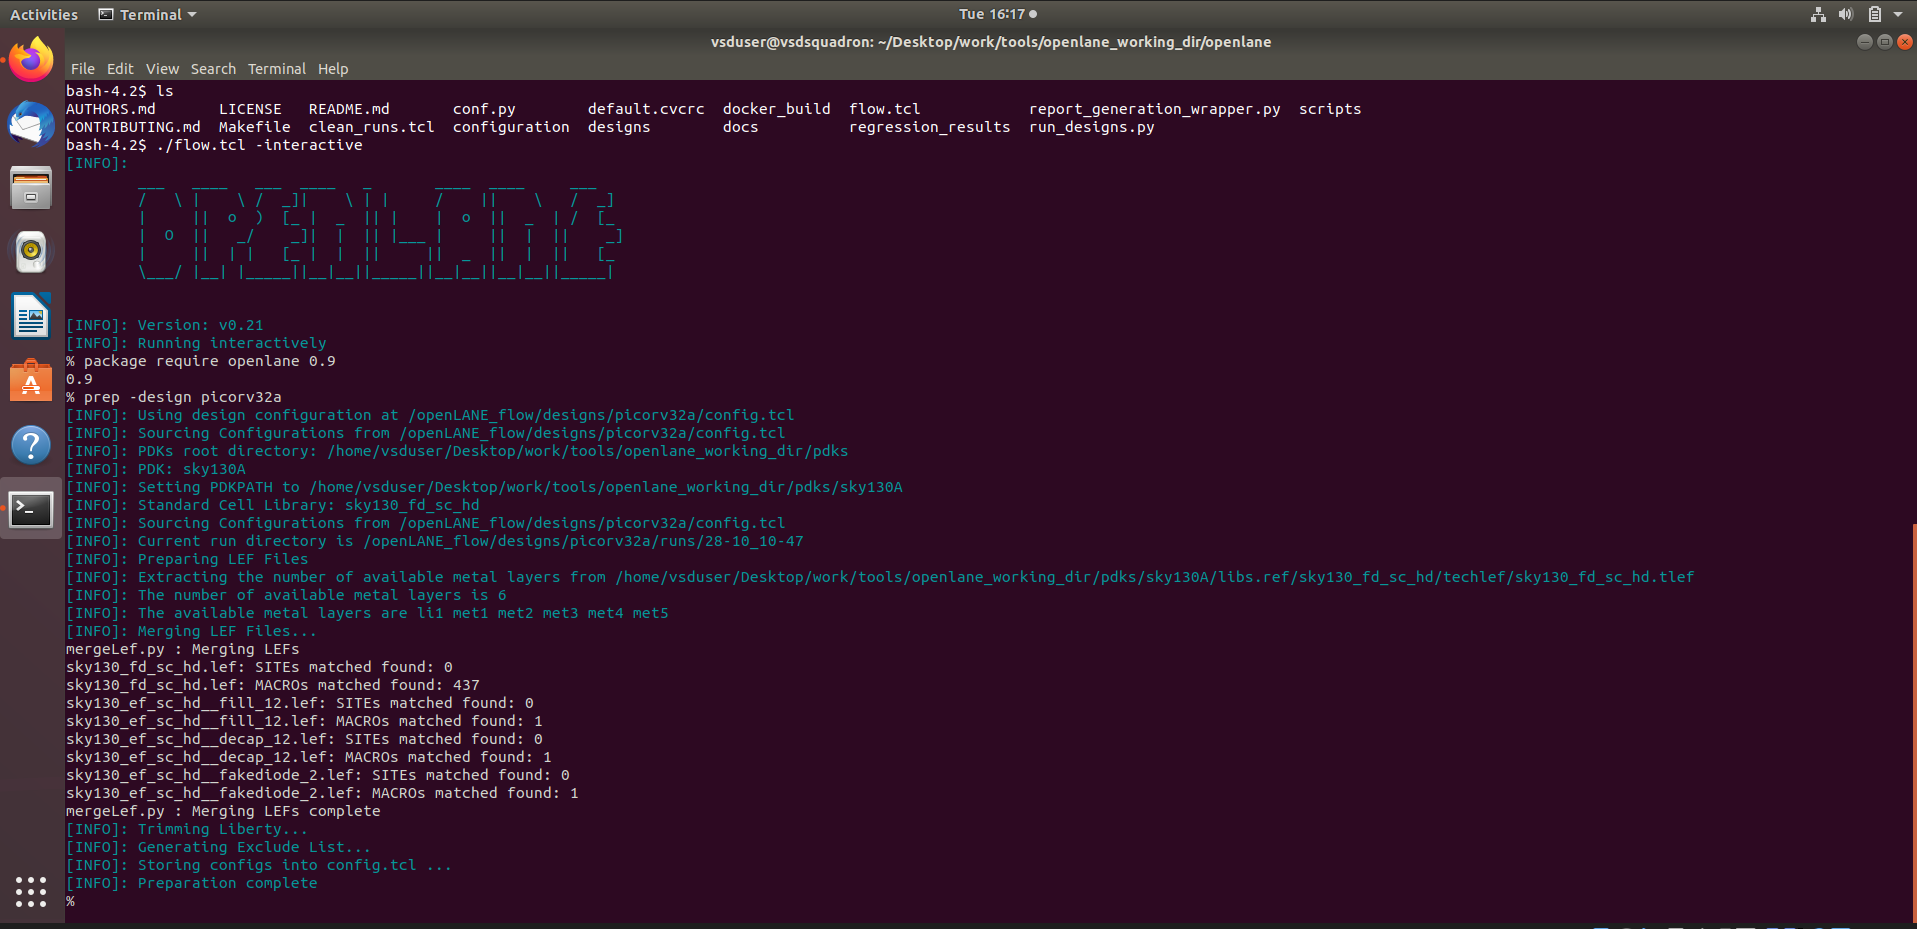 Activities Terminal Tue 16:17
vsduser@vsdsquadron: ~/Desktop/work/tools/openlane_working_dir/openlane
File Edit View Search Terminal Help
bash-4.2$ ls
AUTHORS.md LICENSE README.md conf.py default.cvcrc docker_build flow.tcl report_generation_wrapper.py scripts
CONTRIBUTING.md Makefile clean_runs.tcl configuration designs docs regression_results run_designs.py
bash-4.2$ ./flow.tcl -interactive
[INFO]:
OPENLANE
[INFO]: Version: v0.21
[INFO]: Running interactively
% package require openlane 0.9
0.9
% prep -design picorv32a
[INFO]: Using design configuration at /openLANE_flow/designs/picorv32a/config.tcl
[INFO]: Sourcing Configurations from /openLANE_flow/designs/picorv32a/config.tcl
[INFO]: PDKs root directory: /home/vsduser/Desktop/work/tools/openlane_working_dir/pdks
[INFO]: PDK: sky130A
[INFO]: Setting PDKPATH to /home/vsduser/Desktop/work/tools/openlane_working_dir/pdks/sky130A
[INFO]: Standard Cell Library: sky130_fd_sc_hd
[INFO]: Sourcing Configurations from /openLANE_flow/designs/picorv32a/config.tcl
[INFO]: Current run directory is /openLANE_flow/designs/picorv32a/runs/28-10_10-47
[INFO]: Preparing LEF Files
[INFO]: Extracting the number of available metal layers from /home/vsduser/Desktop/work/tools/openlane_working_dir/pdks/sky130A/libs.ref/sky130_fd_sc_hd/techlef/sky130_fd_sc_hd.tlef
[INFO]: The number of available metal layers is 6
[INFO]: The available metal layers are li1 met1 met2 met3 met4 met5
[INFO]: Merging LEF Files...
mergeLef.py : Merging LEFs
sky130_fd_sc_hd.lef: SITEs matched found: 0
sky130_fd_sc_hd.lef: MACROs matched found: 437
sky130_ef_sc_hd__fill_12.lef: SITEs matched found: 0
sky130_ef_sc_hd__fill_12.lef: MACROs matched found: 1
sky130_ef_sc_hd__decap_12.lef: SITEs matched found: 0
sky130_ef_sc_hd__decap_12.lef: MACROs matched found: 1
sky130_ef_sc_hd__fakediode_2.lef: SITEs matched found: 0
sky130_ef_sc_hd__fakediode_2.lef: MACROs matched found: 1
mergeLef.py : Merging LEFs complete
[INFO]: Trimming Liberty...
[INFO]: Generating Exclude List...
[INFO]: Storing configs into config.tcl ...
[INFO]: Preparation complete
%